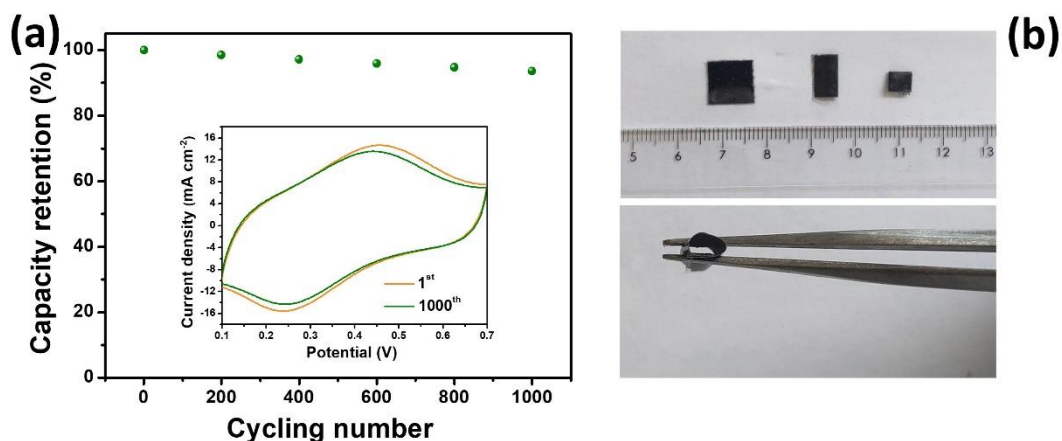 (a)
Capacity retention (%)
100
80
60
40
20
0
0 200 400 600 800 1000
Cycling number
Current density (mA cm⁻²)
16
12
8
4
0
-4
-8
-12
-16
0.1 0.2 0.3 0.4 0.5 0.6 0.7
Potential (V)
1ˢᵗ
1000ᵗʰ
(b)
5 6 7 8 9 10 11 12 13